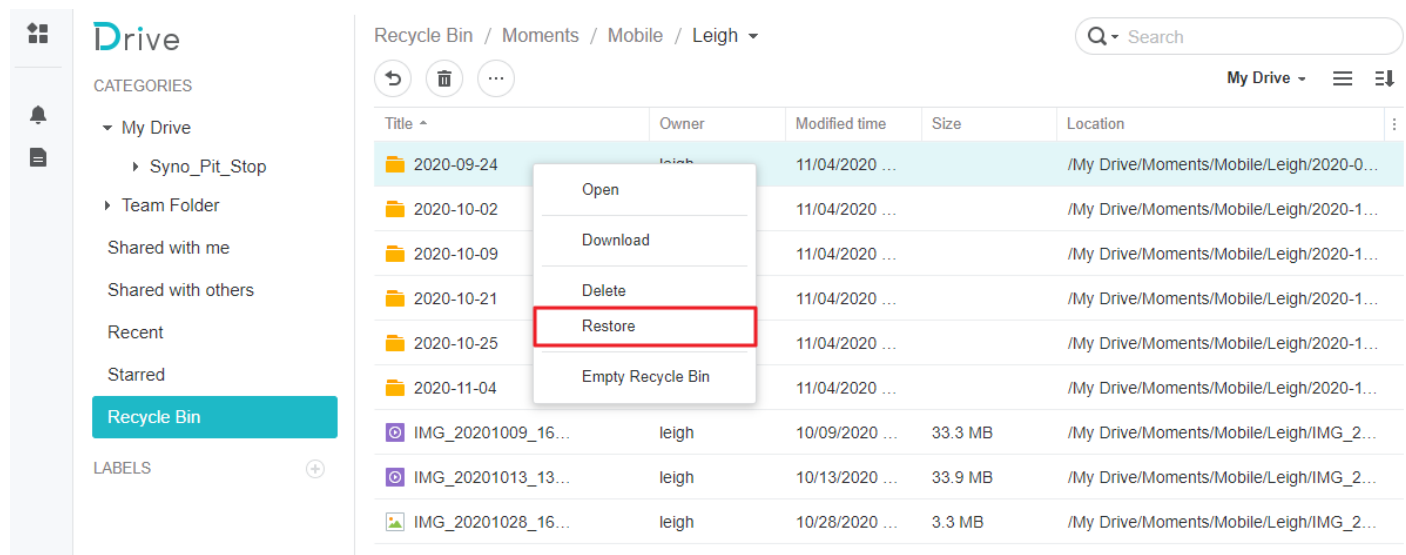 Drive
CATEGORIES
My Drive
Syno_Pit_Stop
Team Folder
Shared with me
Shared with others
Recent
Starred
Recycle Bin
LABELS
Recycle Bin / Moments / Mobile / Leigh
Search
My Drive
Title Owner Modified time Size Location
2020-09-24 leigh 11/04/2020 ... /My Drive/Moments/Mobile/Leigh/2020-0...
2020-10-02 11/04/2020 ... /My Drive/Moments/Mobile/Leigh/2020-1...
2020-10-09 11/04/2020 ... /My Drive/Moments/Mobile/Leigh/2020-1...
2020-10-21 11/04/2020 ... /My Drive/Moments/Mobile/Leigh/2020-1...
2020-10-25 11/04/2020 ... /My Drive/Moments/Mobile/Leigh/2020-1...
2020-11-04 11/04/2020 ... /My Drive/Moments/Mobile/Leigh/2020-1...
IMG_20201009_16... leigh 10/09/2020 ... 33.3 MB /My Drive/Moments/Mobile/Leigh/IMG_2...
IMG_20201013_13... leigh 10/13/2020 ... 33.9 MB /My Drive/Moments/Mobile/Leigh/IMG_2...
IMG_20201028_16... leigh 10/28/2020 ... 3.3 MB /My Drive/Moments/Mobile/Leigh/IMG_2...
Open
Download
Delete
Restore
Empty Recycle Bin